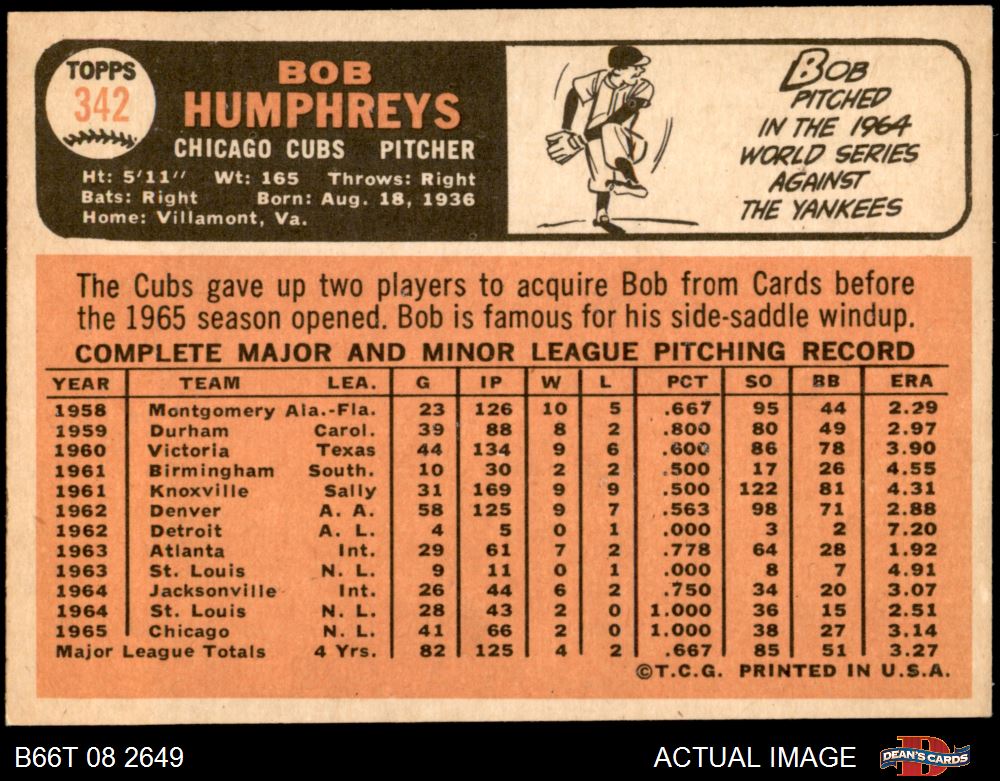 TOPPS
342
BOB
HUMPHREYS
CHICAGO CUBS PITCHER
Ht: 5'11" Wt: 165 Throws: Right
Bats: Right Born: Aug. 18, 1936
Home: Villamont, Va.
BOB
PITCHED
IN THE 1964
WORLD SERIES
AGAINST
THE YANKEES
The Cubs gave up two players to acquire Bob from Cards before
the 1965 season opened. Bob is famous for his side-saddle windup.
COMPLETE MAJOR AND MINOR LEAGUE PITCHING RECORD
YEAR TEAM LEA. G IP W L PCT SO BB ERA
1958 Montgomery Ala.-Fla. 23 126 10 5 .667 95 44 2.29
1959 Durham Carol. 39 88 8 2 .800 80 49 2.97
1960 Victoria Texas 44 134 9 6 .600 86 78 3.90
1961 Birmingham South. 10 30 2 2 .500 17 26 4.55
1961 Knoxville Sally 31 169 9 9 .500 122 81 4.31
1962 Denver A. A. 58 125 9 7 .563 98 71 2.88
1962 Detroit A. L. 4 5 0 1 .000 3 2 7.20
1963 Atlanta Int. 29 61 7 2 .778 64 28 1.92
1963 St. Louis N. L. 9 11 0 1 .000 8 7 4.91
1964 Jacksonville Int. 26 44 6 2 .750 34 20 3.07
1964 St. Louis N. L. 28 43 2 0 1.000 36 15 2.51
1965 Chicago N. L. 41 66 2 0 1.000 38 27 3.14
Major League Totals 4 Yrs. 82 125 4 2 .667 85 51 3.27
©T.C.G. PRINTED IN U.S.A.
B66T 08 2649 ACTUAL IMAGE DEAN'S CARDS